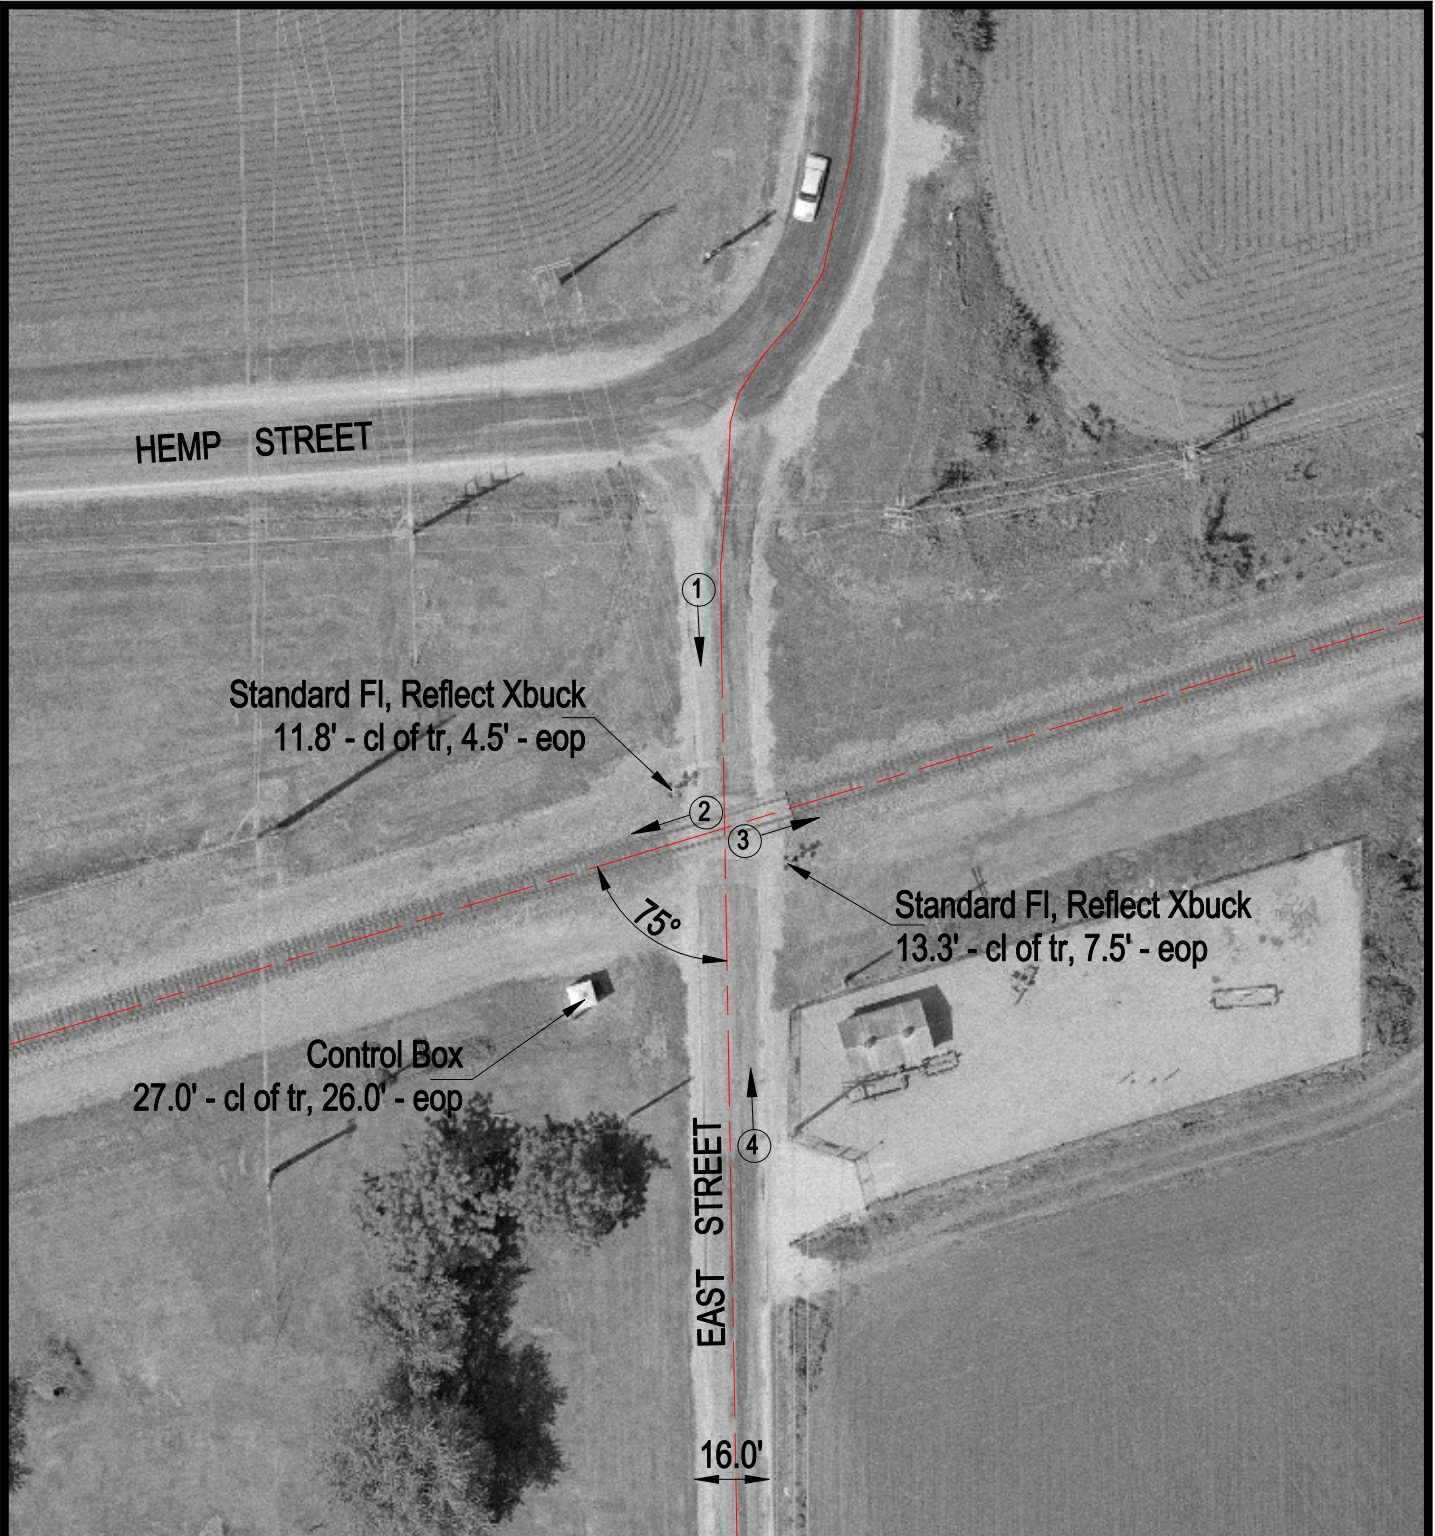 HEMP STREET
1
Standard Fl, Reflect Xbuck
11.8' - cl of tr, 4.5' - eop
2
3
75°
Standard Fl, Reflect Xbuck
13.3' - cl of tr, 7.5' - eop
Control Box
27.0' - cl of tr, 26.0' - eop
4
EAST STREET
16.0'